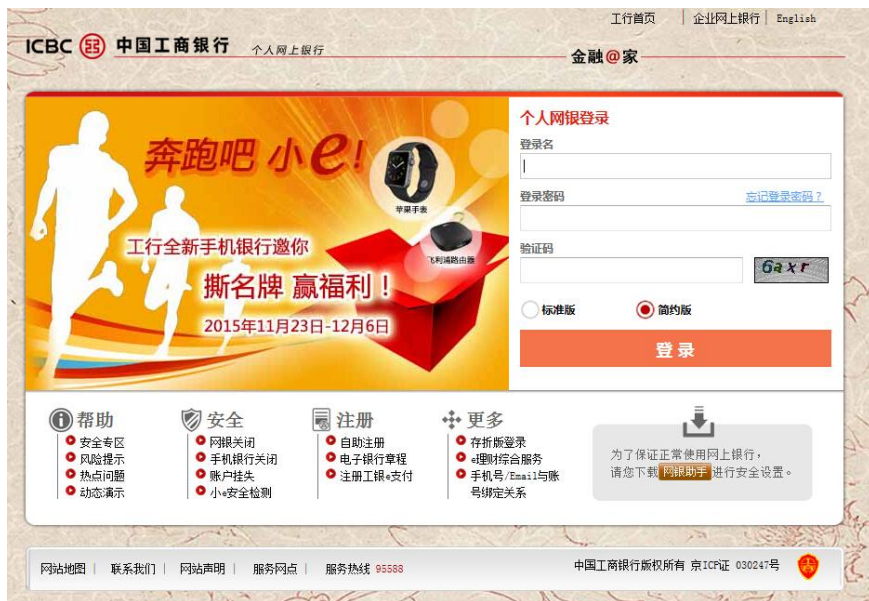 工行首页 | 企业网上银行 | English
ICBC 中国工商银行 个人网上银行
金融@家
奔跑吧 小e!
苹果手表
飞利浦路由器
工行全新手机银行邀你
撕名牌 赢福利！
2015年11月23日-12月6日
个人网银登录
登录名
登录密码 忘记登录密码？
验证码
6axr
标准版 简约版
登 录
帮助
安全专区
风险提示
热点问题
动态演示
安全
网银关闭
手机银行关闭
账户挂失
小e安全检测
注册
自助注册
电子银行章程
注册工银e支付
更多
存折版登录
e理财综合服务
手机号/Email与账
号绑定关系
为了保证正常使用网上银行，
请您下载 网银助手 进行安全设置。
网站地图 | 联系我们 | 网站声明 | 服务网点 | 服务热线 95588
中国工商银行版权所有 京ICP证 030247号